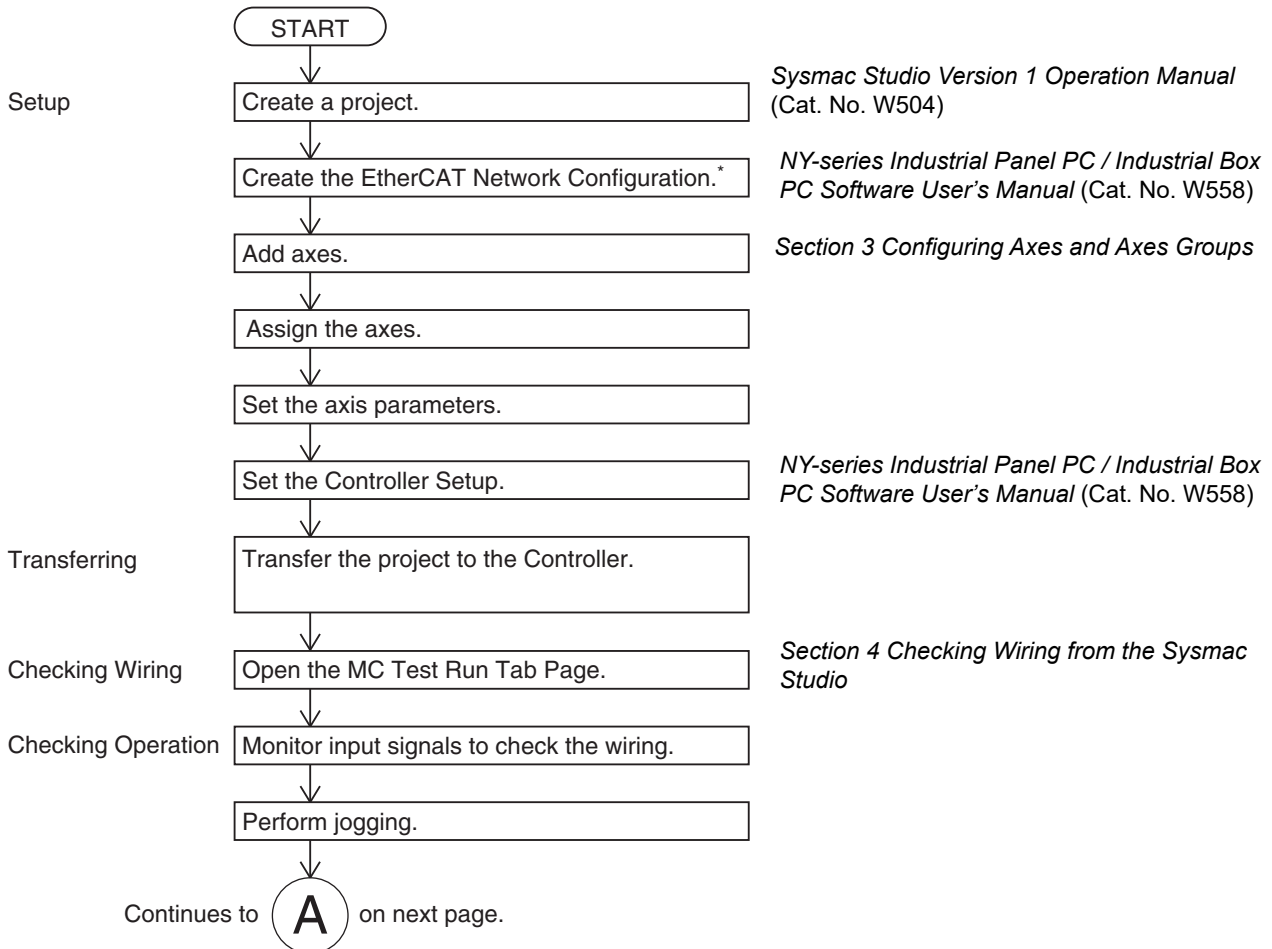 START
Setup
Create a project.
Sysmac Studio Version 1 Operation Manual
(Cat. No. W504)
Create the EtherCAT Network Configuration.*
NY-series Industrial Panel PC / Industrial Box
PC Software User's Manual (Cat. No. W558)
Add axes.
Section 3 Configuring Axes and Axes Groups
Assign the axes.
Set the axis parameters.
Set the Controller Setup.
NY-series Industrial Panel PC / Industrial Box
PC Software User's Manual (Cat. No. W558)
Transferring
Transfer the project to the Controller.
Checking Wiring
Open the MC Test Run Tab Page.
Section 4 Checking Wiring from the Sysmac
Studio
Checking Operation
Monitor input signals to check the wiring.
Perform jogging.
Continues to A on next page.